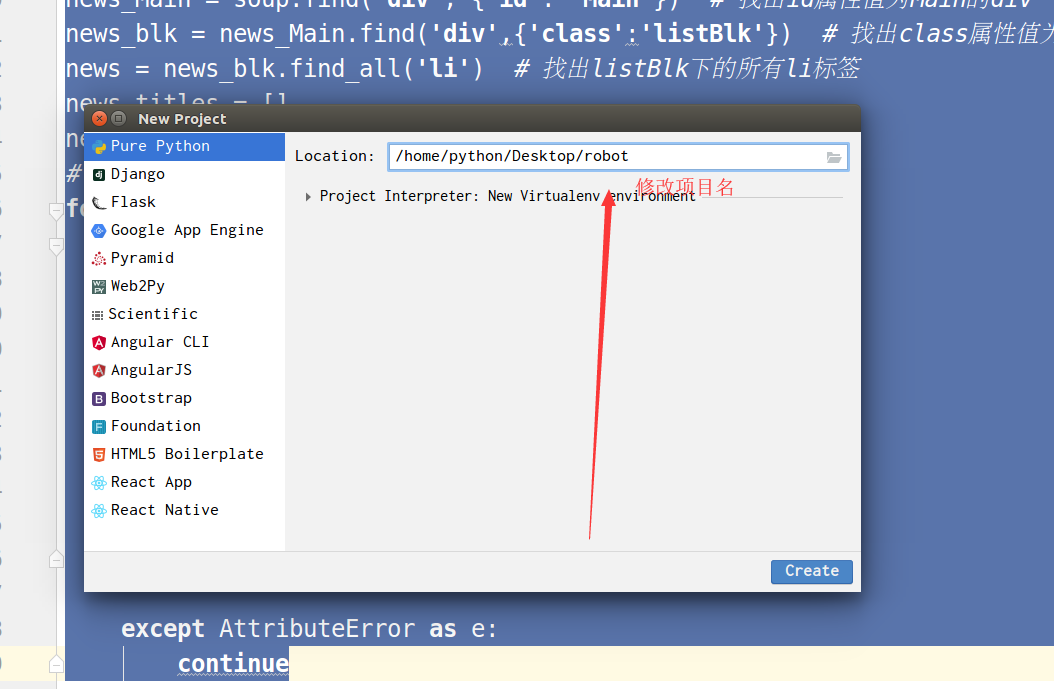 news_Main = soup.find('div', {'id': 'Main'})  # 找出id属性值为Main的div
news_blk = news_Main.find('div',{'class':'listBlk'})  # 找出class属性值为
news = news_blk.find_all('li')  # 找出listBlk下的所有li标签
news_titles = []
New Project
Pure Python
Location: /home/python/Desktop/robot
修改项目名
Project Interpreter: New Virtualenv environment
Django
Flask
Google App Engine
Pyramid
Web2Py
Scientific
Angular CLI
AngularJS
Bootstrap
Foundation
HTML5 Boilerplate
React App
React Native
Create
except AttributeError as e:
continue